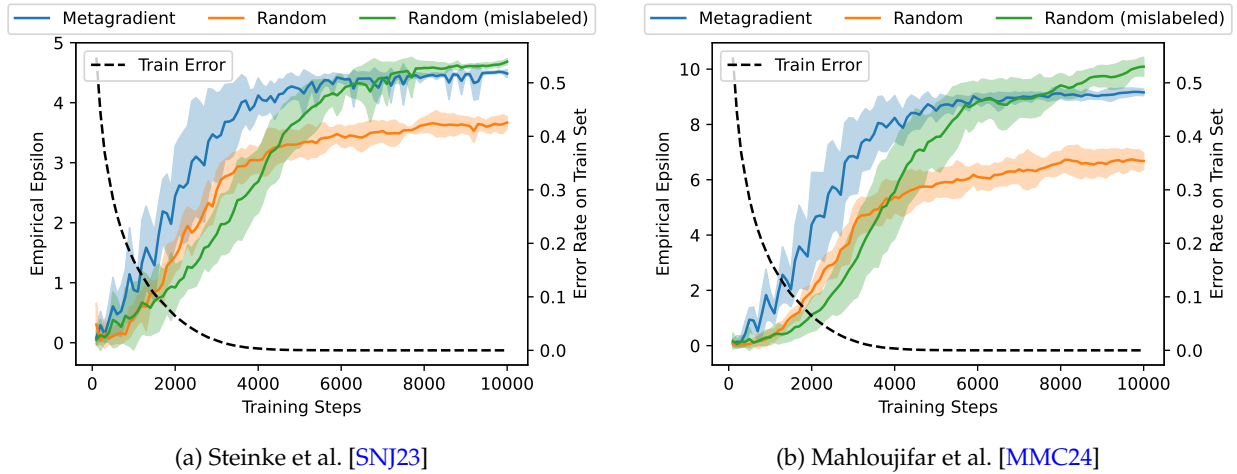 Metagradient Random Random (mislabeled)
Train Error
5
4
3
2
1
0
0.5
0.4
0.3
0.2
0.1
0.0
Empirical Epsilon
Error Rate on Train Set
0 2000 4000 6000 8000 10000
Training Steps
(a) Steinke et al. [SNJ23]
Metagradient Random Random (mislabeled)
Train Error
10
8
6
4
2
0
0.5
0.4
0.3
0.2
0.1
0.0
Empirical Epsilon
Error Rate on Train Set
0 2000 4000 6000 8000 10000
Training Steps
(b) Mahloujifar et al. [MMC24]